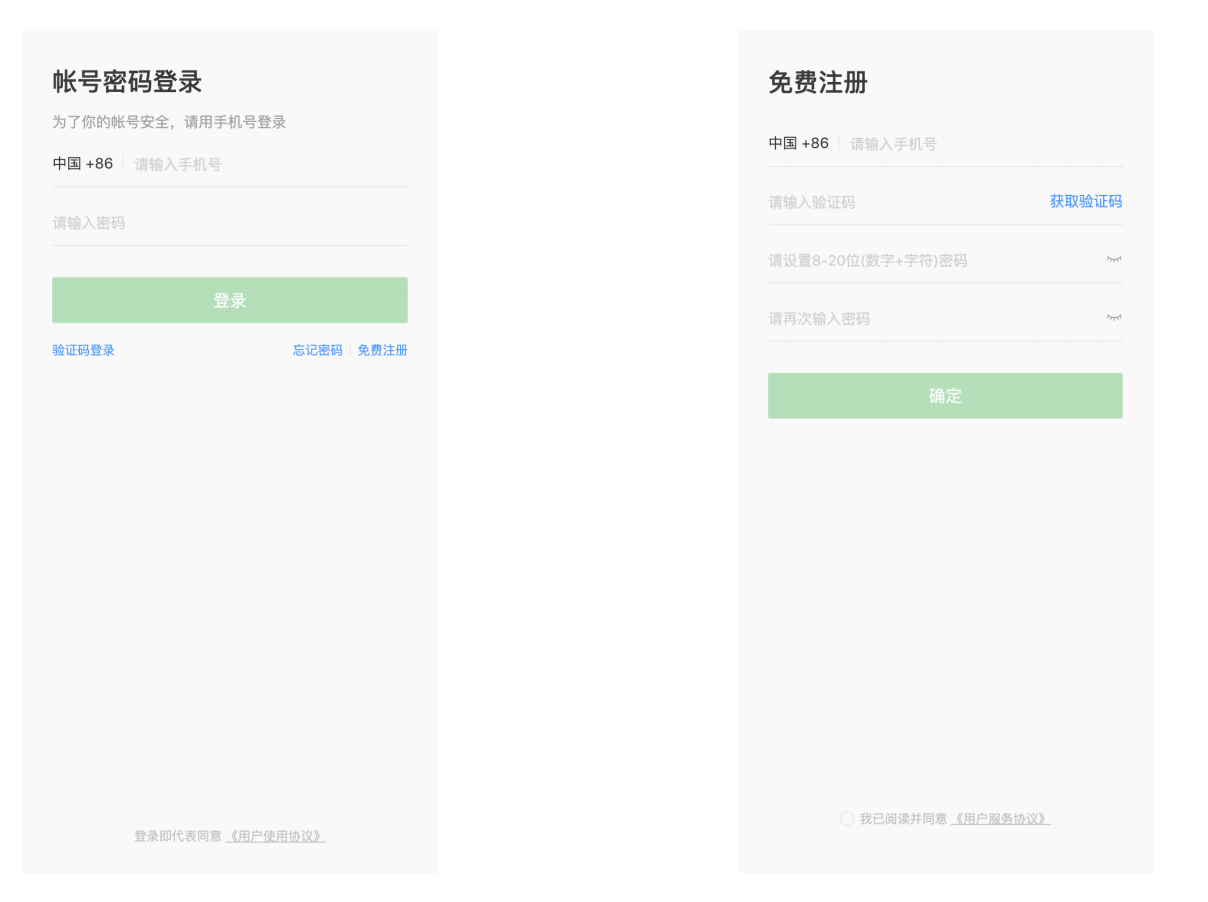 帐号密码登录
为了你的帐号安全，请用手机号登录
中国 +86 请输入手机号
请输入密码
登录
验证码登录 忘记密码 免费注册
登录即代表同意《用户使用协议》
免费注册
中国 +86 请输入手机号
请输入验证码 获取验证码
请设置8-20位(数字+字符)密码
请再次输入密码
确定
我已阅读并同意《用户服务协议》